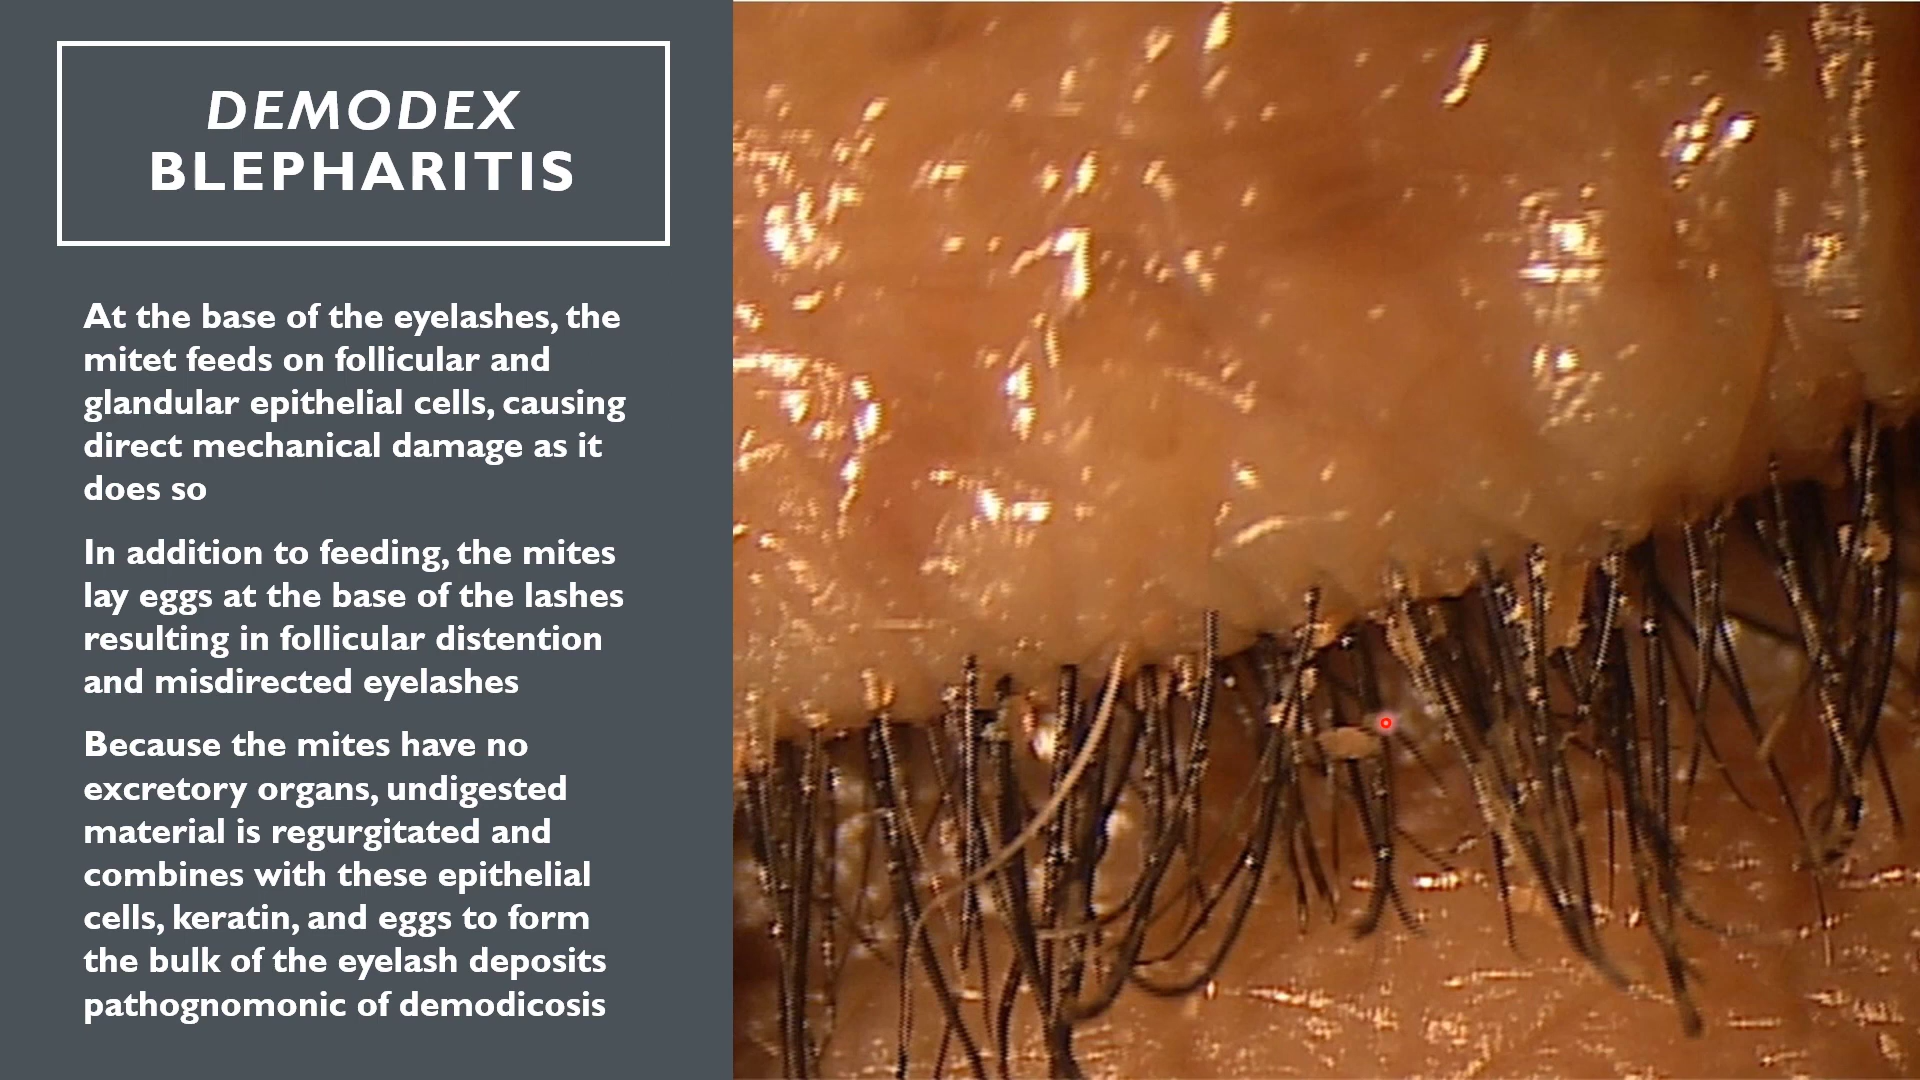 DEMODEX
BLEPHARITIS
At the base of the eyelashes, the
mitet feeds on follicular and
glandular epithelial cells, causing
direct mechanical damage as it
does so
In addition to feeding, the mites
lay eggs at the base of the lashes
resulting in follicular distention
and misdirected eyelashes
Because the mites have no
excretory organs, undigested
material is regurgitated and
combines with these epithelial
cells, keratin, and eggs to form
the bulk of the eyelash deposits
pathognomonic of demodicosis